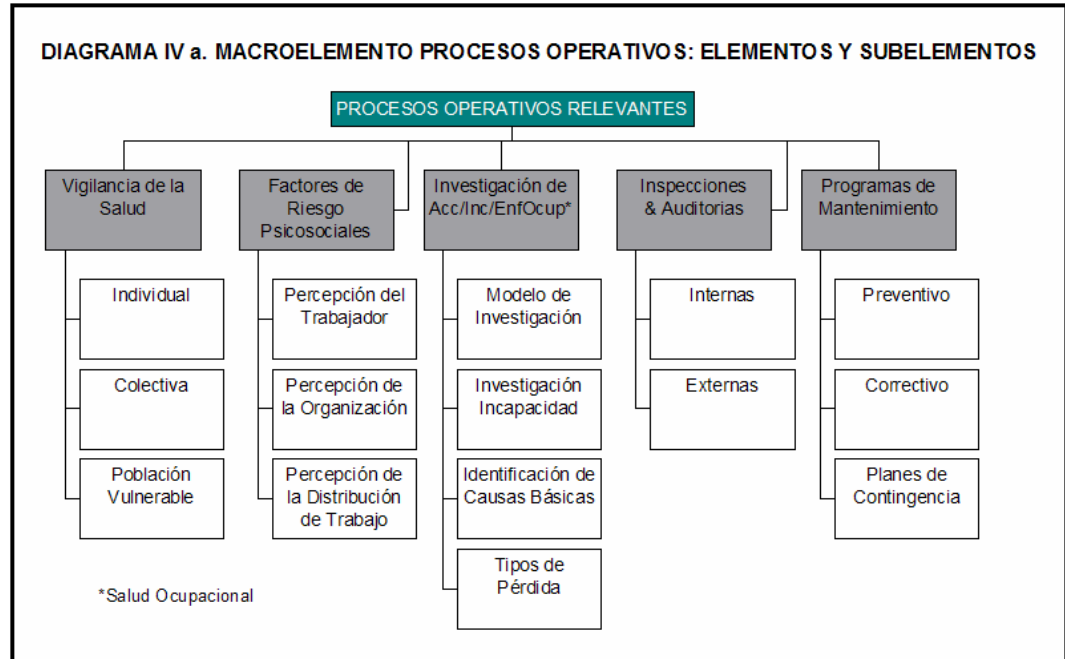 DIAGRAMA IV a. MACROELEMENTO PROCESOS OPERATIVOS: ELEMENTOS Y SUBELEMENTOS
PROCESOS OPERATIVOS RELEVANTES
Vigilancia de la
Salud
Individual
Colectiva
Población
Vulnerable
Factores de
Riesgo
Psicosociales
Percepción del
Trabajador
Percepción de
la Organización
Percepción de
la Distribución
de Trabajo
Investigación de
Acc/Inc/EnfOcup*
Modelo de
Investigación
Investigación
Incapacidad
Identificación de
Causas Básicas
Tipos de
Pérdida
Inspecciones
& Auditorias
Internas
Externas
Programas de
Mantenimiento
Preventivo
Correctivo
Planes de
Contingencia
*Salud Ocupacional